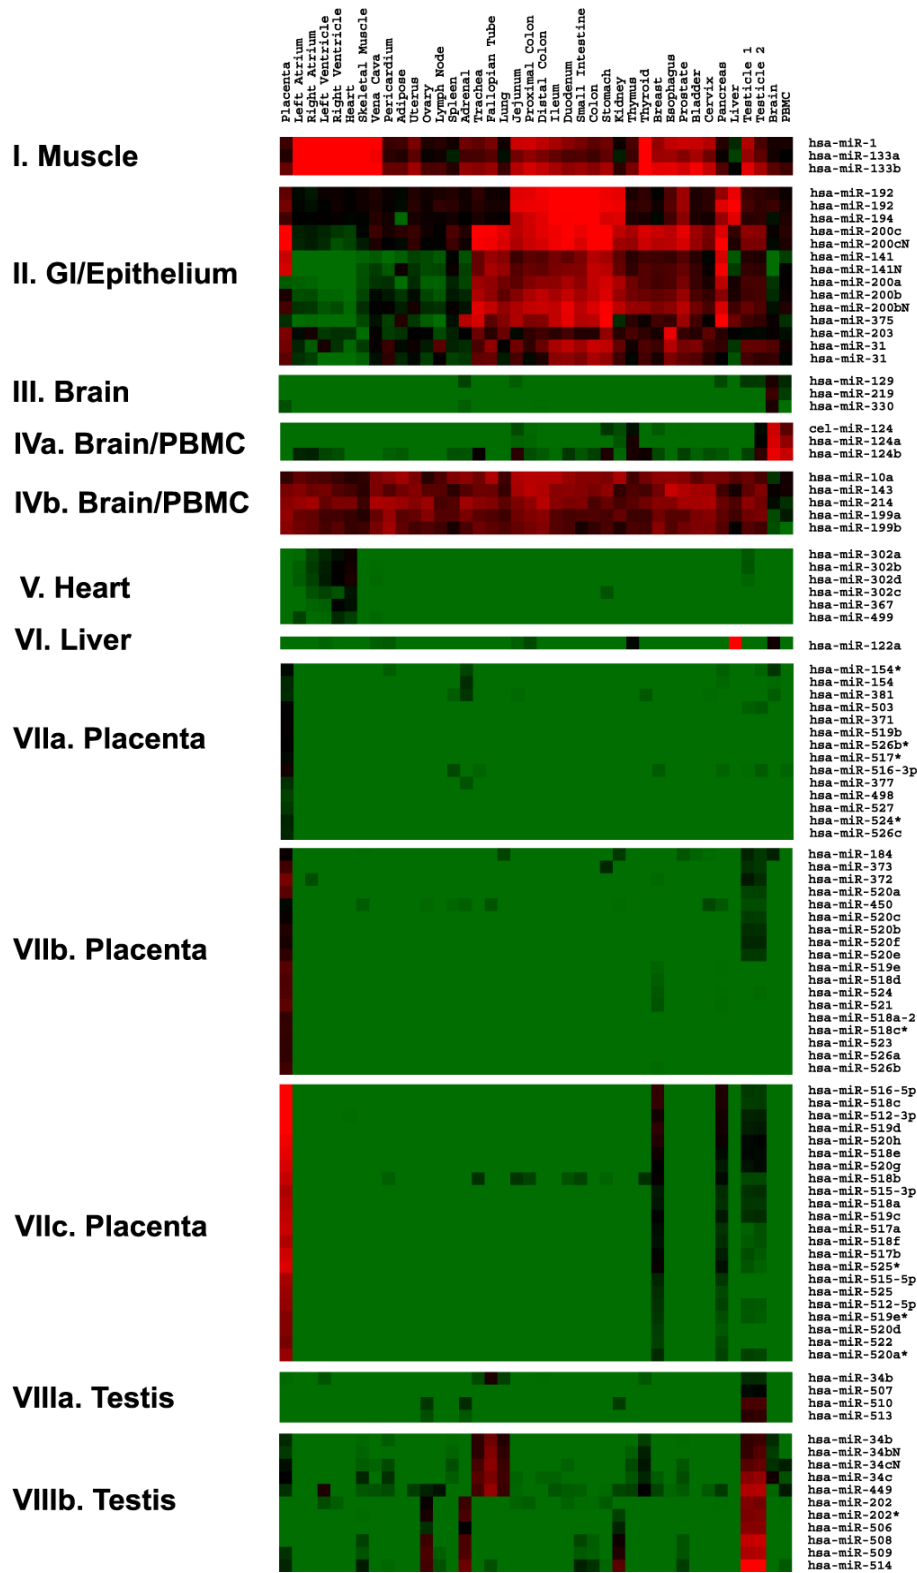 Placenta
Left Atrium
Right Atrium
Left Ventricle
Right Ventricle
Heart
Skeletal Muscle
Vena Cava
Pericardium
Adipose
Uterus
Ovary
Lymph Node
Spleen
Adrenal
Trachea
Fallopian Tube
Lung
Jejunum
Proximal Colon
Distal Colon
Ileum
Duodenum
Small Intestine
Colon
Stomach
Kidney
Thymus
Thyroid
Breast
Esophagus
Prostate
Bladder
Cervix
Pancreas
Liver
Testicle 1
Testicle 2
Brain
PBMC
I. Muscle
hsa-miR-1
hsa-miR-133a
hsa-miR-133b
II. GI/Epithelium
hsa-miR-192
hsa-miR-192
hsa-miR-194
hsa-miR-200c
hsa-miR-200cN
hsa-miR-141
hsa-miR-141N
hsa-miR-200a
hsa-miR-200b
hsa-miR-200bN
hsa-miR-375
hsa-miR-203
hsa-miR-31
hsa-miR-31
III. Brain
hsa-miR-129
hsa-miR-219
hsa-miR-330
IVa. Brain/PBMC
cel-miR-124
hsa-miR-124a
hsa-miR-124b
IVb. Brain/PBMC
hsa-miR-10a
hsa-miR-143
hsa-miR-214
hsa-miR-199a
hsa-miR-199b
V. Heart
hsa-miR-302a
hsa-miR-302b
hsa-miR-302d
hsa-miR-302c
hsa-miR-367
hsa-miR-499
VI. Liver
hsa-miR-122a
VIIa. Placenta
hsa-miR-154*
hsa-miR-154
hsa-miR-381
hsa-miR-503
hsa-miR-371
hsa-miR-519b
hsa-miR-526b*
hsa-miR-517*
hsa-miR-516-3p
hsa-miR-377
hsa-miR-498
hsa-miR-527
hsa-miR-524*
hsa-miR-526c
VIIb. Placenta
hsa-miR-184
hsa-miR-373
hsa-miR-372
hsa-miR-520a
hsa-miR-450
hsa-miR-520c
hsa-miR-520b
hsa-miR-520f
hsa-miR-520e
hsa-miR-519e
hsa-miR-518d
hsa-miR-524
hsa-miR-521
hsa-miR-518a-2
hsa-miR-518c*
hsa-miR-523
hsa-miR-526a
hsa-miR-526b
VIIc. Placenta
hsa-miR-516-5p
hsa-miR-518c
hsa-miR-512-3p
hsa-miR-519d
hsa-miR-520h
hsa-miR-518e
hsa-miR-520g
hsa-miR-518b
hsa-miR-515-3p
hsa-miR-518a
hsa-miR-519c
hsa-miR-517a
hsa-miR-518f
hsa-miR-517b
hsa-miR-525*
hsa-miR-515-5p
hsa-miR-525
hsa-miR-512-5p
hsa-miR-519e*
hsa-miR-520d
hsa-miR-522
hsa-miR-520a*
VIIIa. Testis
hsa-miR-34b
hsa-miR-507
hsa-miR-510
hsa-miR-513
VIIIb. Testis
hsa-miR-34b
hsa-miR-34bN
hsa-miR-34cN
hsa-miR-34c
hsa-miR-449
hsa-miR-202
hsa-miR-202*
hsa-miR-506
hsa-miR-508
hsa-miR-509
hsa-miR-514